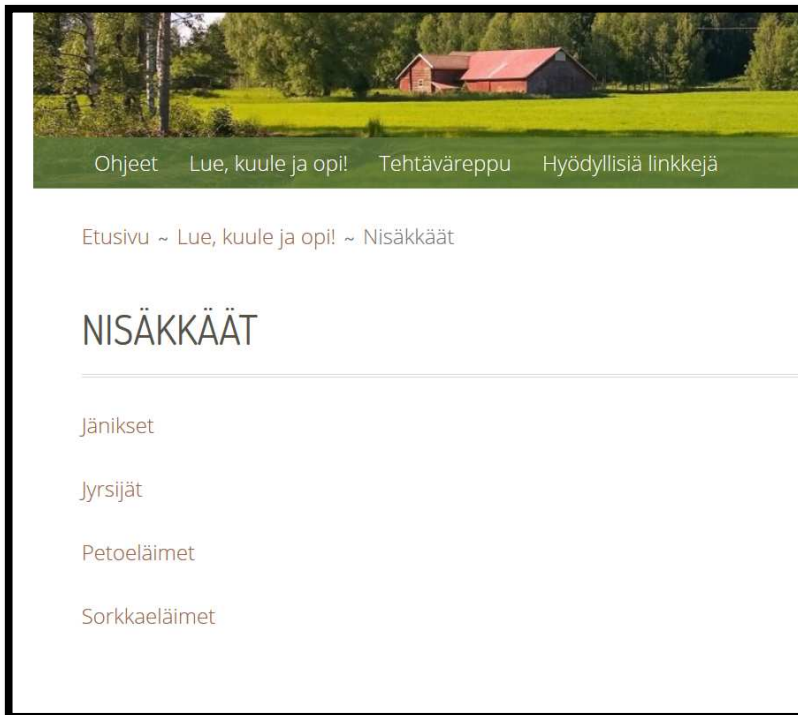 Ohjeet Lue, kuule ja opi! Tehtäväreppu Hyödyllisiä linkkejä
Etusivu ~ Lue, kuule ja opi! ~ Nisäkkäät
NISÄKKÄÄT
Jänikset
Jyrsijät
Petoeläimet
Sorkkaeläimet